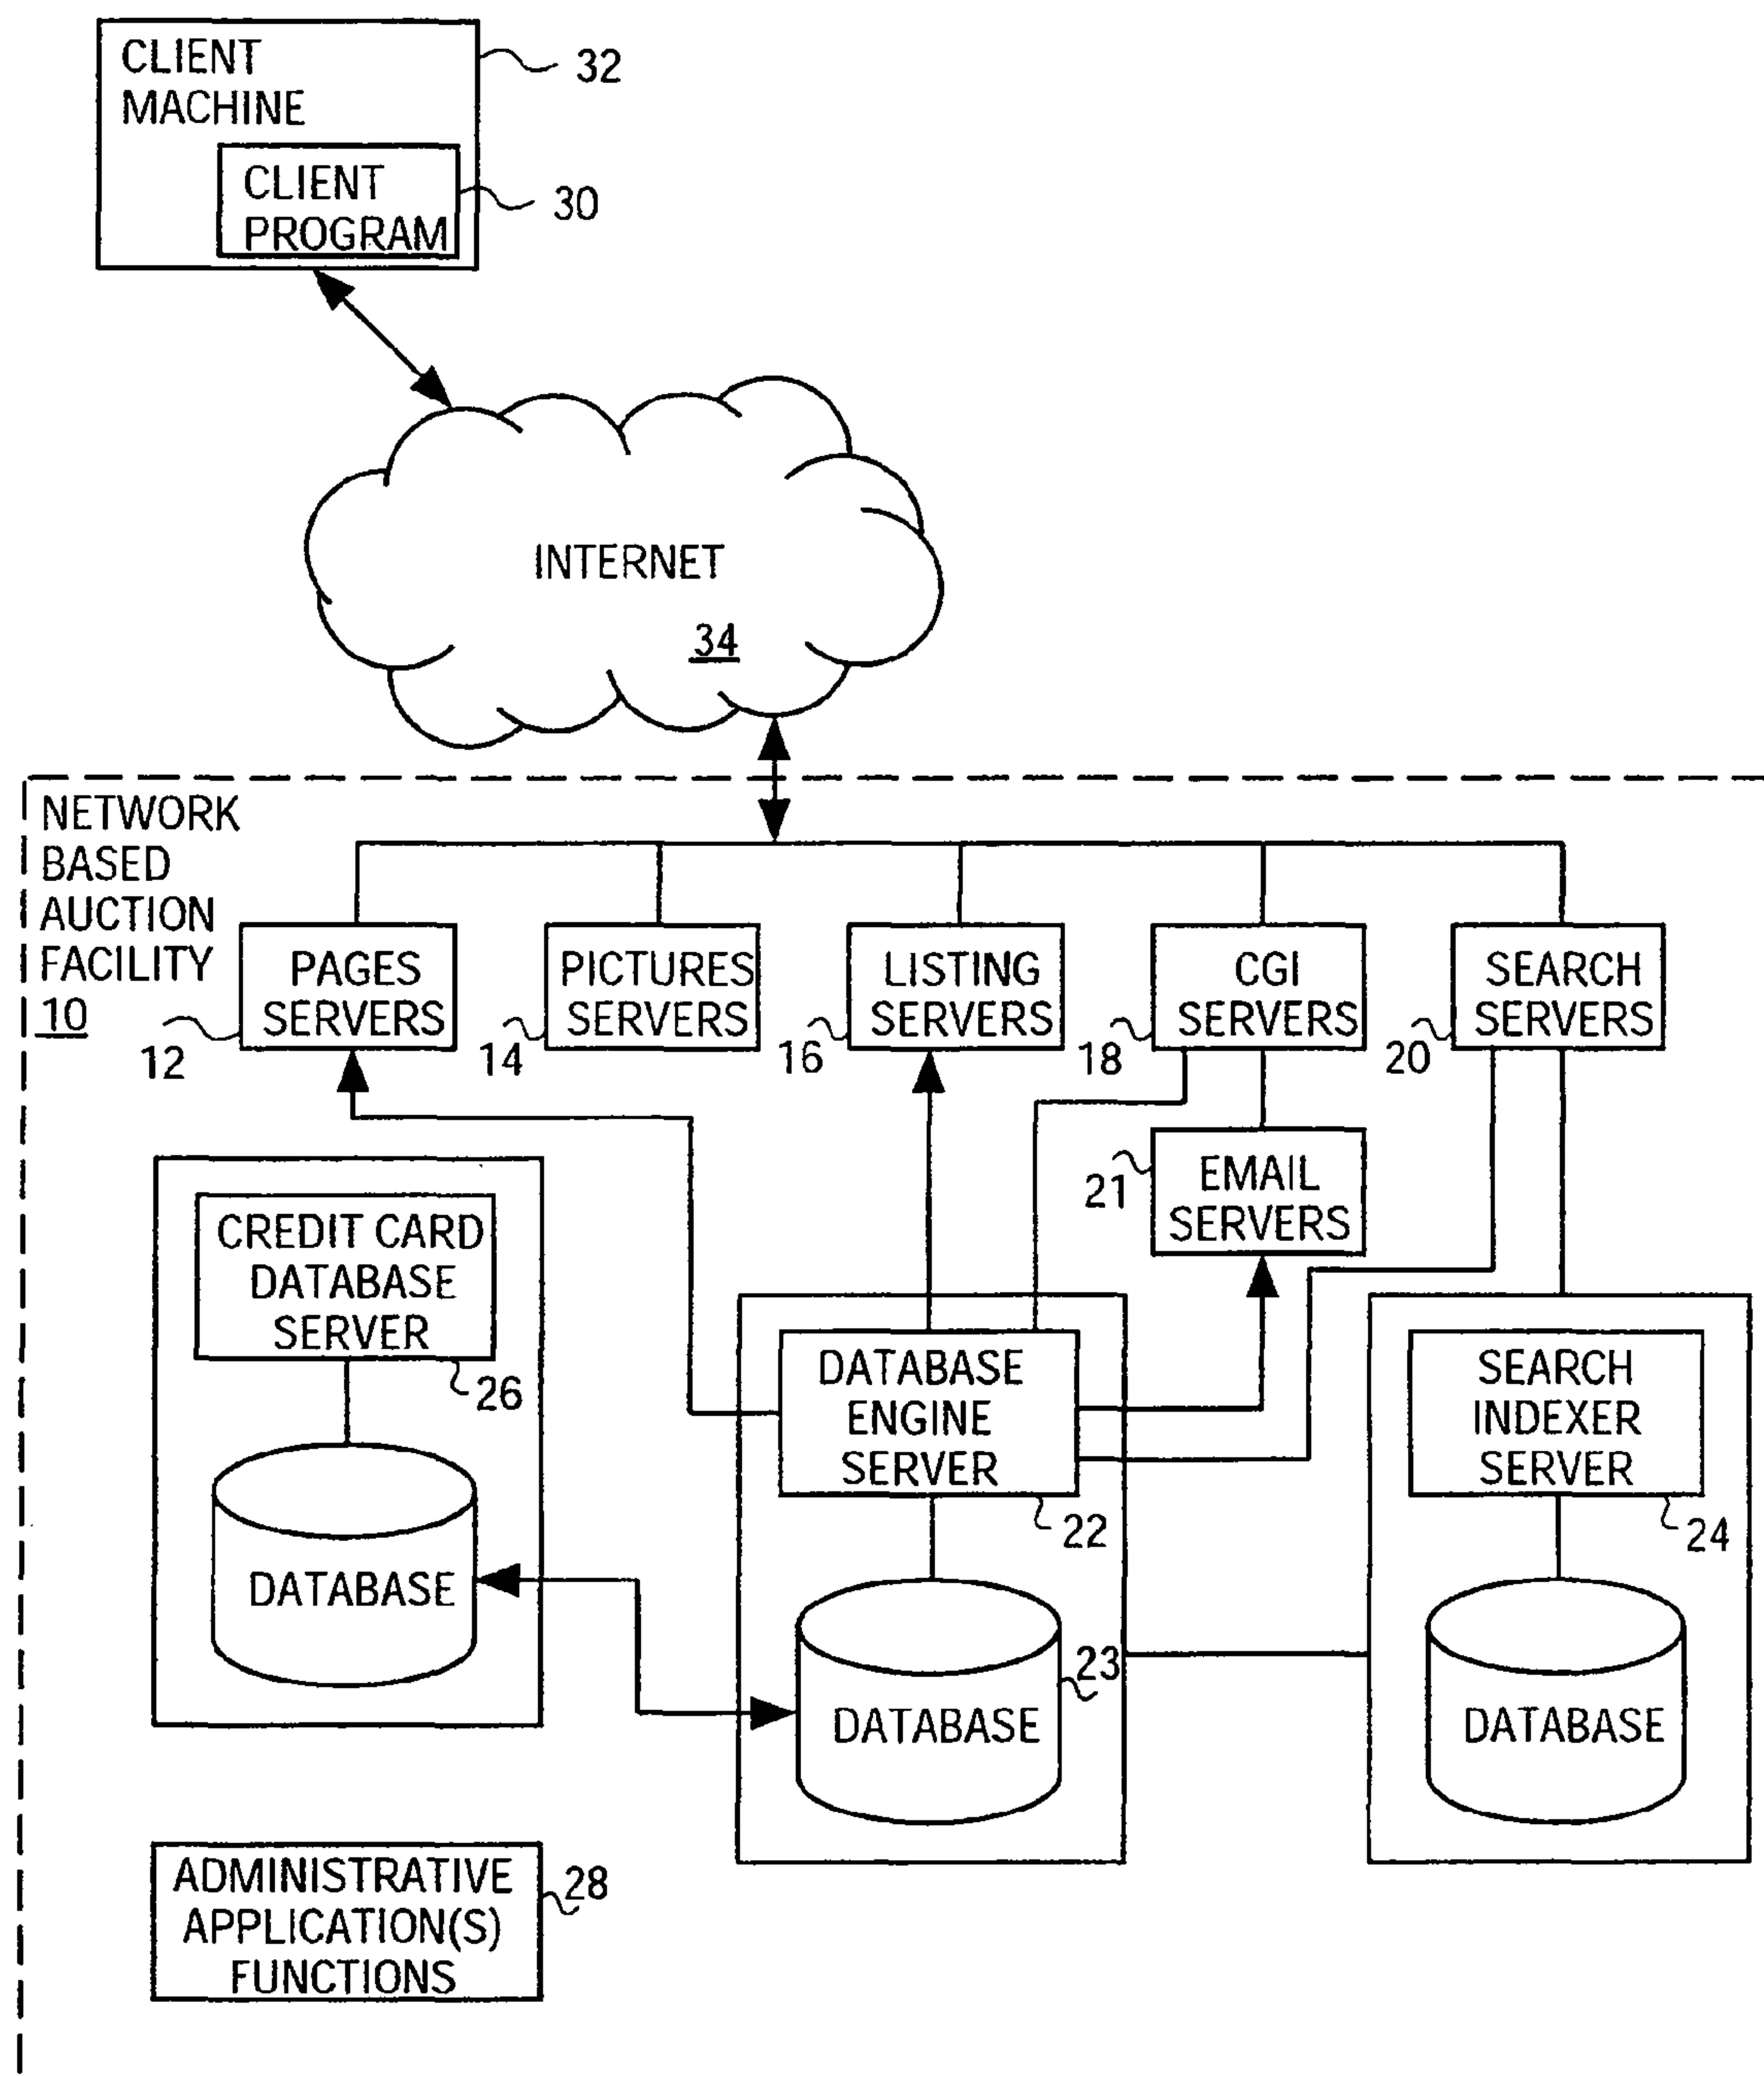 CLIENT
MACHINE
32
CLIENT
PROGRAM
30
INTERNET
34
NETWORK
BASED
AUCTION
FACILITY
10
PAGES
SERVERS
12
PICTURES
SERVERS
14
LISTING
SERVERS
16
CGI
SERVERS
18
SEARCH
SERVERS
20
EMAIL
SERVERS
21
CREDIT CARD
DATABASE
SERVER
26
DATABASE
DATABASE
ENGINE
SERVER
22
DATABASE
23
SEARCH
INDEXER
SERVER
24
DATABASE
ADMINISTRATIVE
APPLICATION(S)
FUNCTIONS
28